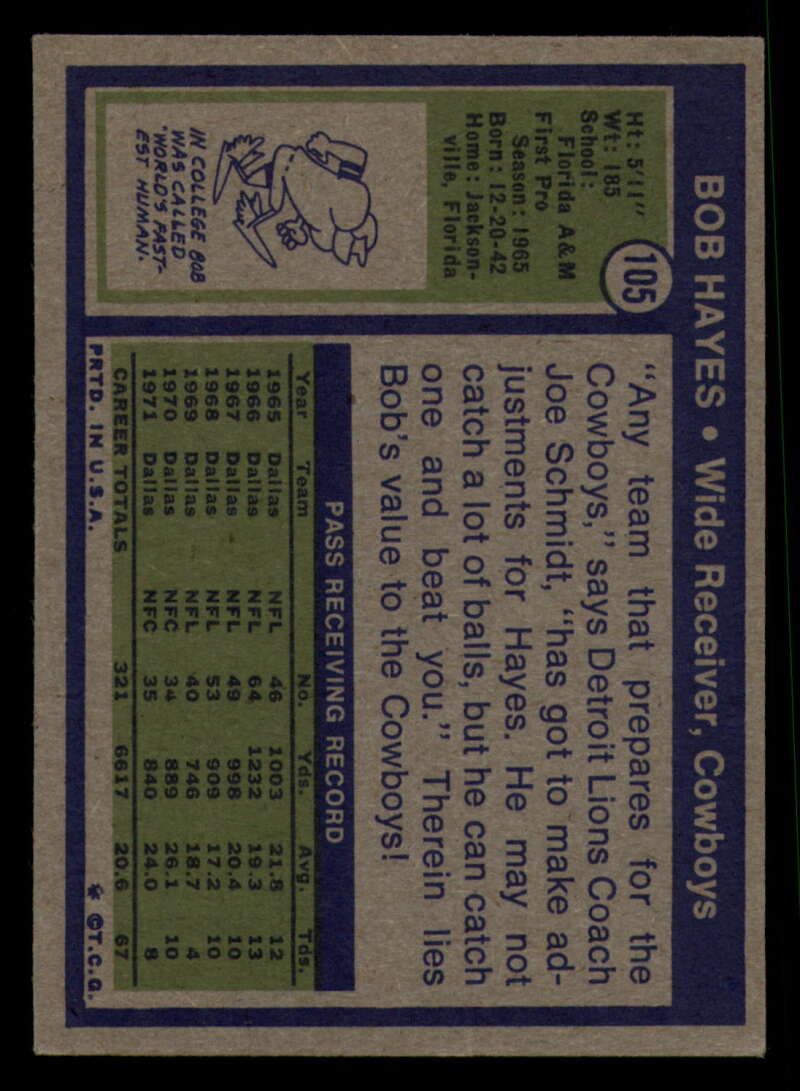 BOB HAYES • Wide Receiver, Cowboys
105
Ht: 5'11"
Wt: 185
School:
Florida A&M
First Pro
Season: 1965
Born: 12-20-42
Home: Jackson-
ville, Florida
IN COLLEGE BOB
WAS CALLED
"WORLD'S FAST-
EST HUMAN.
"Any team that prepares for the
Cowboys," says Detroit Lions Coach
Joe Schmidt, "has got to make ad-
justments for Hayes. He may not
catch a lot of balls, but he can catch
one and beat you." Therein lies
Bob's value to the Cowboys!
PASS RECEIVING RECORD
Year Team No. Yds. Avg. Tds.
1965 Dallas NFL 46 1003 21.8 12
1966 Dallas NFL 64 1232 19.3 13
1967 Dallas NFL 49 998 20.4 10
1968 Dallas NFL 53 909 17.2 10
1969 Dallas NFL 40 746 18.7 4
1970 Dallas NFC 34 889 26.1 10
1971 Dallas NFC 35 840 24.0 8
CAREER TOTALS 321 6617 20.6 67
PRTD. IN U.S.A. * ©T.C.G.